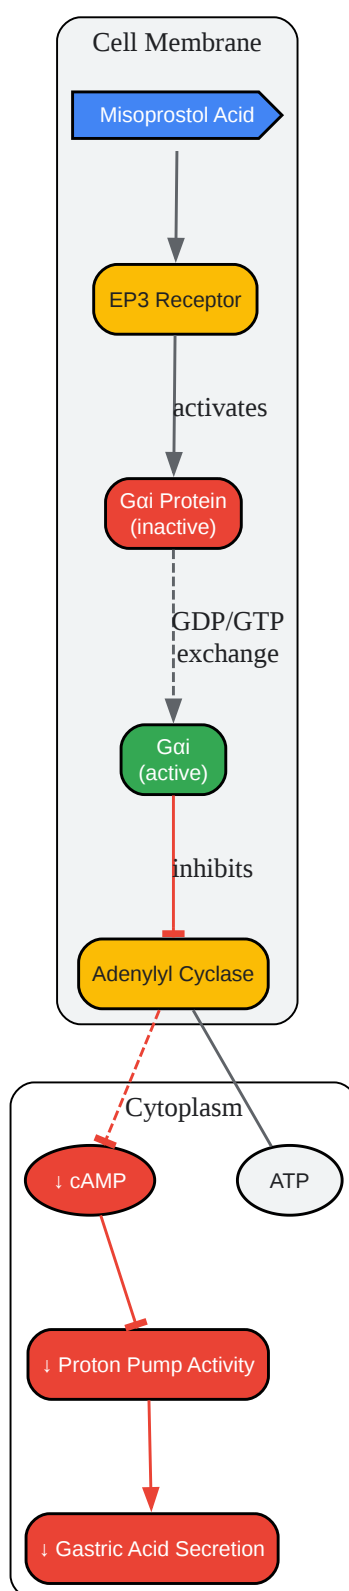 Cell Membrane
Misoprostol Acid
EP3 Receptor
activates
Gαi Protein
(inactive)
GDP/GTP
exchange
Gαi
(active)
inhibits
Adenylyl Cyclase
Cytoplasm
↓ cAMP
ATP
↓ Proton Pump Activity
↓ Gastric Acid Secretion